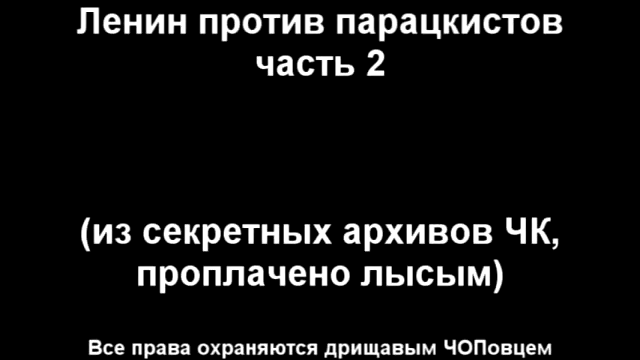 Ленин против парацкистов
часть 2
(из секретных архивов ЧК,
проплачено лысым)
Все права охраняются дрищавым ЧОПовцем